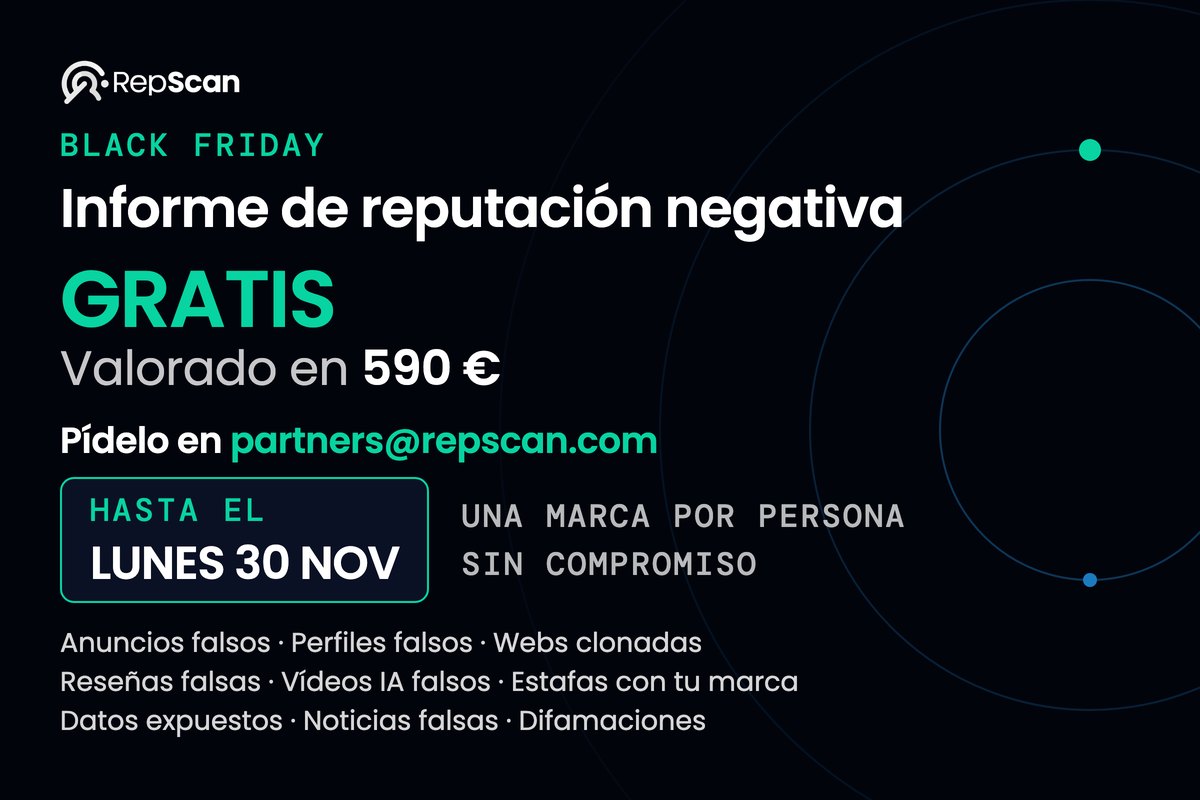 RepScan
BLACK FRIDAY
Informe de reputación negativa
GRATIS
Valorado en 590 €
Pídelo en partners@repscan.com
HASTA EL
LUNES 30 NOV
UNA MARCA POR PERSONA
SIN COMPROMISO
Anuncios falsos · Perfiles falsos · Webs clonadas
Reseñas falsas · Vídeos IA falsos · Estafas con tu marca
Datos expuestos · Noticias falsas · Difamaciones